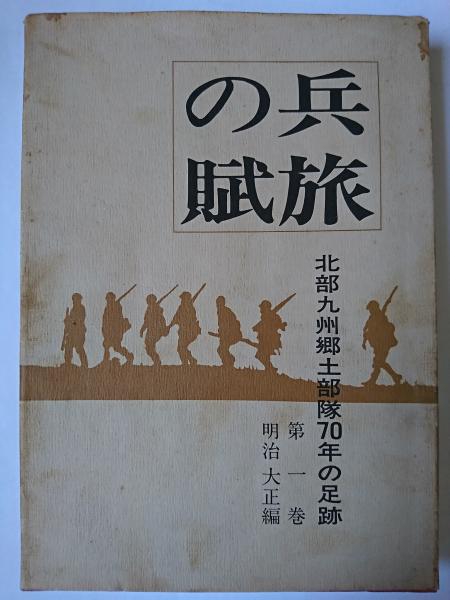 兵旅
の賦
北部九州郷土部隊70年の足跡
第一巻
明治大正編